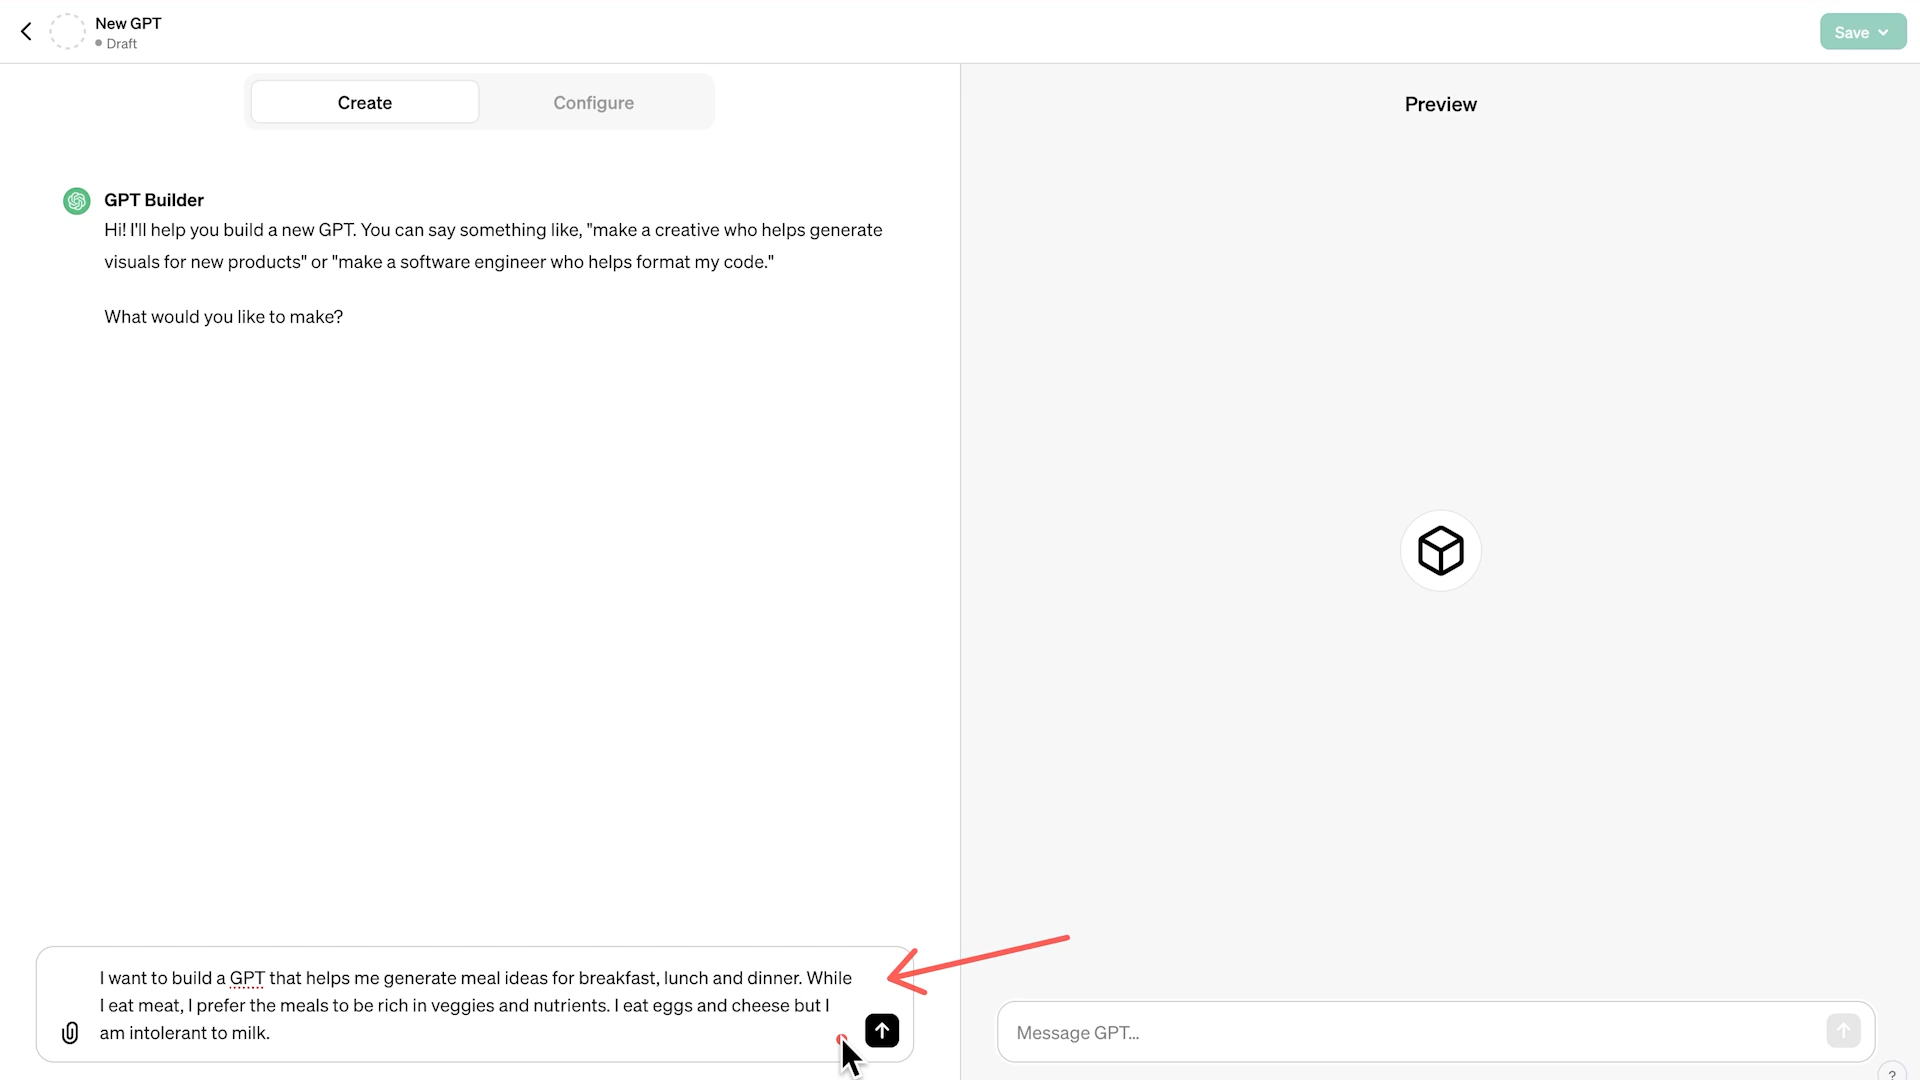 New GPT
Draft
Save
Create
Configure
Preview
GPT Builder
Hi! I'll help you build a new GPT. You can say something like, "make a creative who helps generate
visuals for new products" or "make a software engineer who helps format my code."
What would you like to make?
I want to build a GPT that helps me generate meal ideas for breakfast, lunch and dinner. While
I eat meat, I prefer the meals to be rich in veggies and nutrients. I eat eggs and cheese but I
am intolerant to milk.
Message GPT...
?